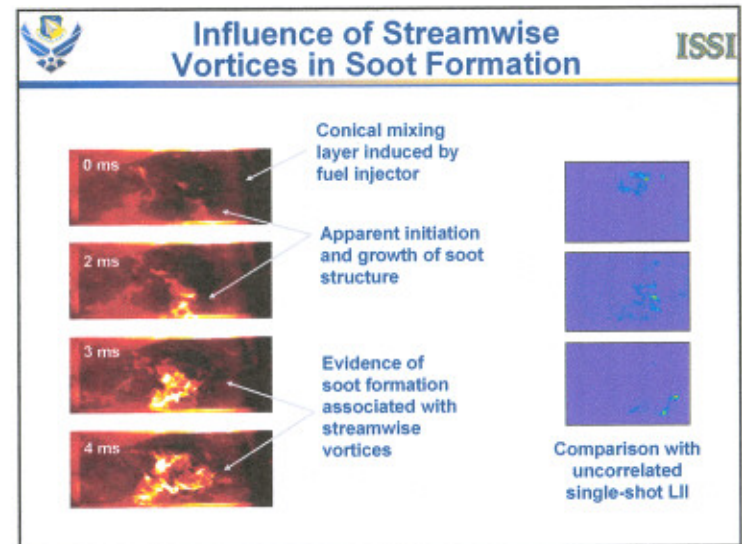 Influence of Streamwise
Vortices in Soot Formation
ISSI
0 ms
2 ms
3 ms
4 ms
Conical mixing
layer induced by
fuel injector
Apparent initiation
and growth of soot
structure
Evidence of
soot formation
associated with
streamwise
vortices
Comparison with
uncorrelated
single-shot LII